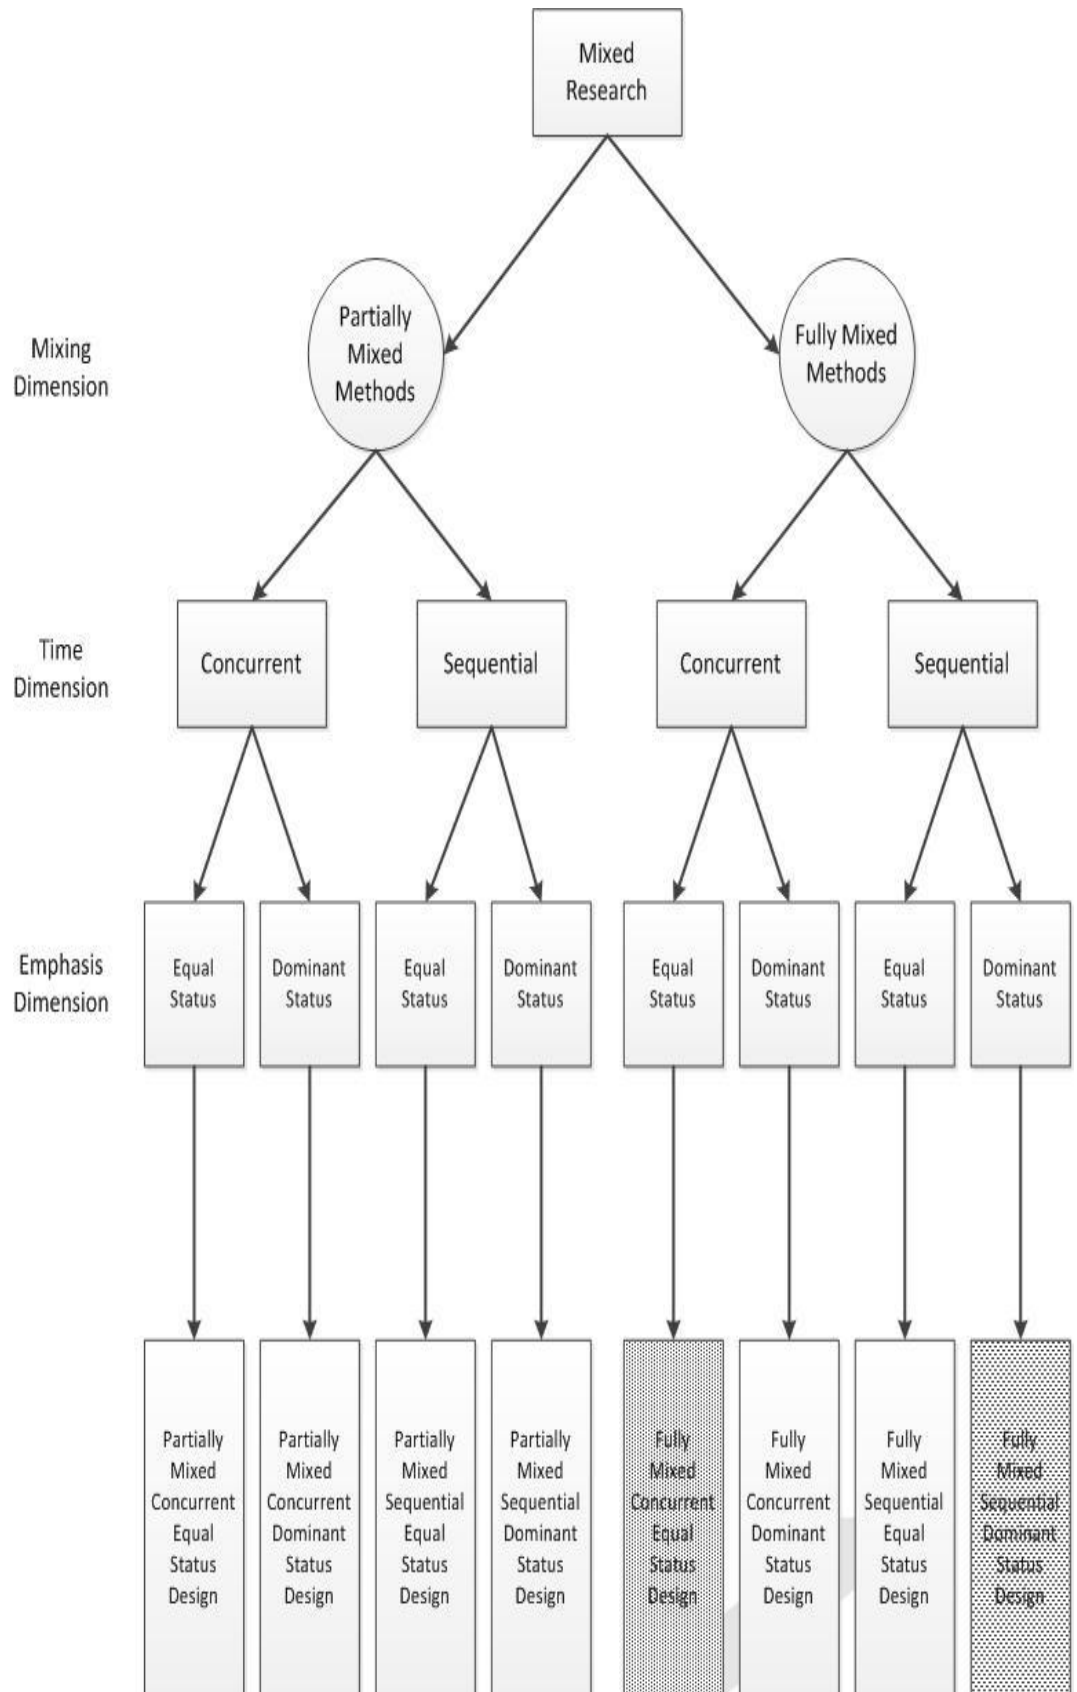 Mixed
Research
Mixing
Dimension
Partially
Mixed
Methods
Fully Mixed
Methods
Time
Dimension
Concurrent
Sequential
Concurrent
Sequential
Emphasis
Dimension
Equal
Status
Dominant
Status
Equal
Status
Dominant
Status
Equal
Status
Dominant
Status
Equal
Status
Dominant
Status
Partially
Mixed
Concurrent
Equal
Status
Design
Partially
Mixed
Concurrent
Dominant
Status
Design
Partially
Mixed
Sequential
Equal
Status
Design
Partially
Mixed
Sequential
Dominant
Status
Design
Fully
Mixed
Concurrent
Equal
Status
Design
Fully
Mixed
Concurrent
Dominant
Status
Design
Fully
Mixed
Sequential
Equal
Status
Design
Fully
Mixed
Sequential
Dominant
Status
Design